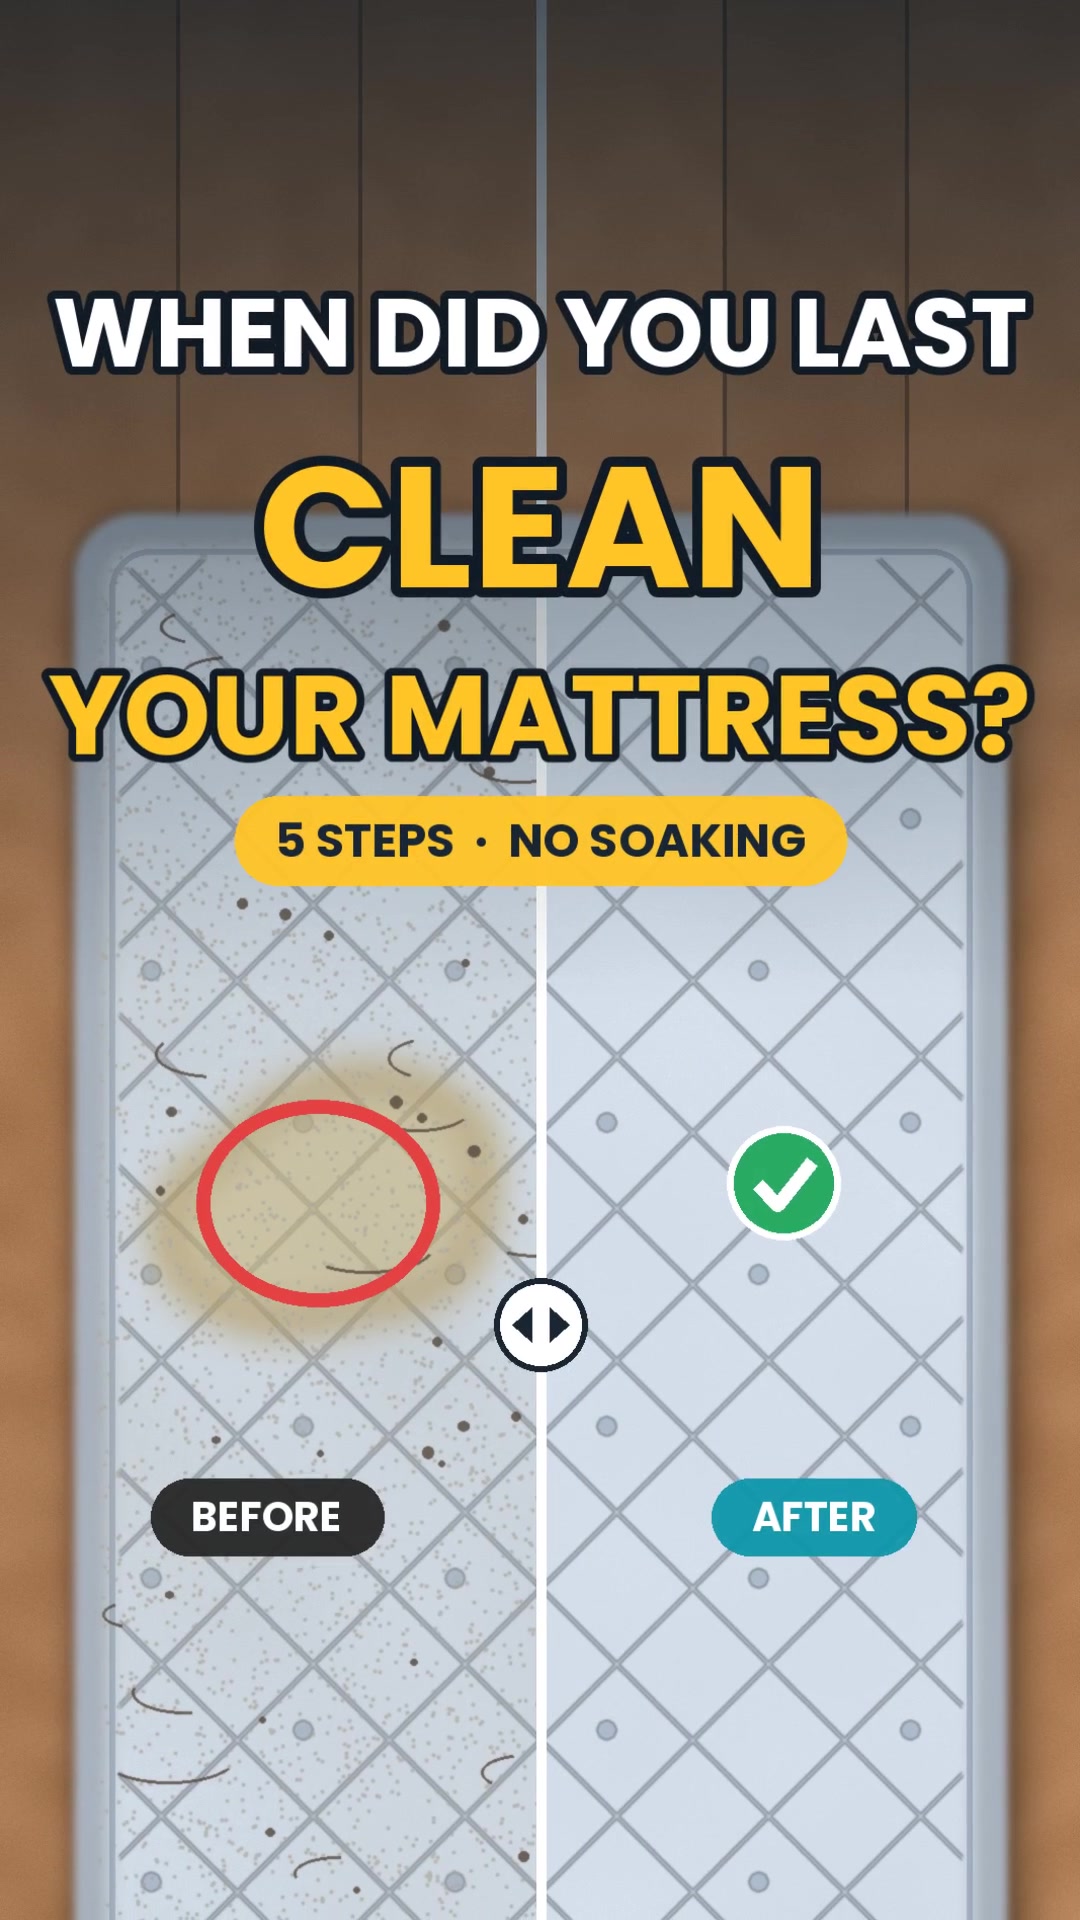 WHEN DID YOU LAST
CLEAN
YOUR MATTRESS?
5 STEPS · NO SOAKING
BEFORE
AFTER